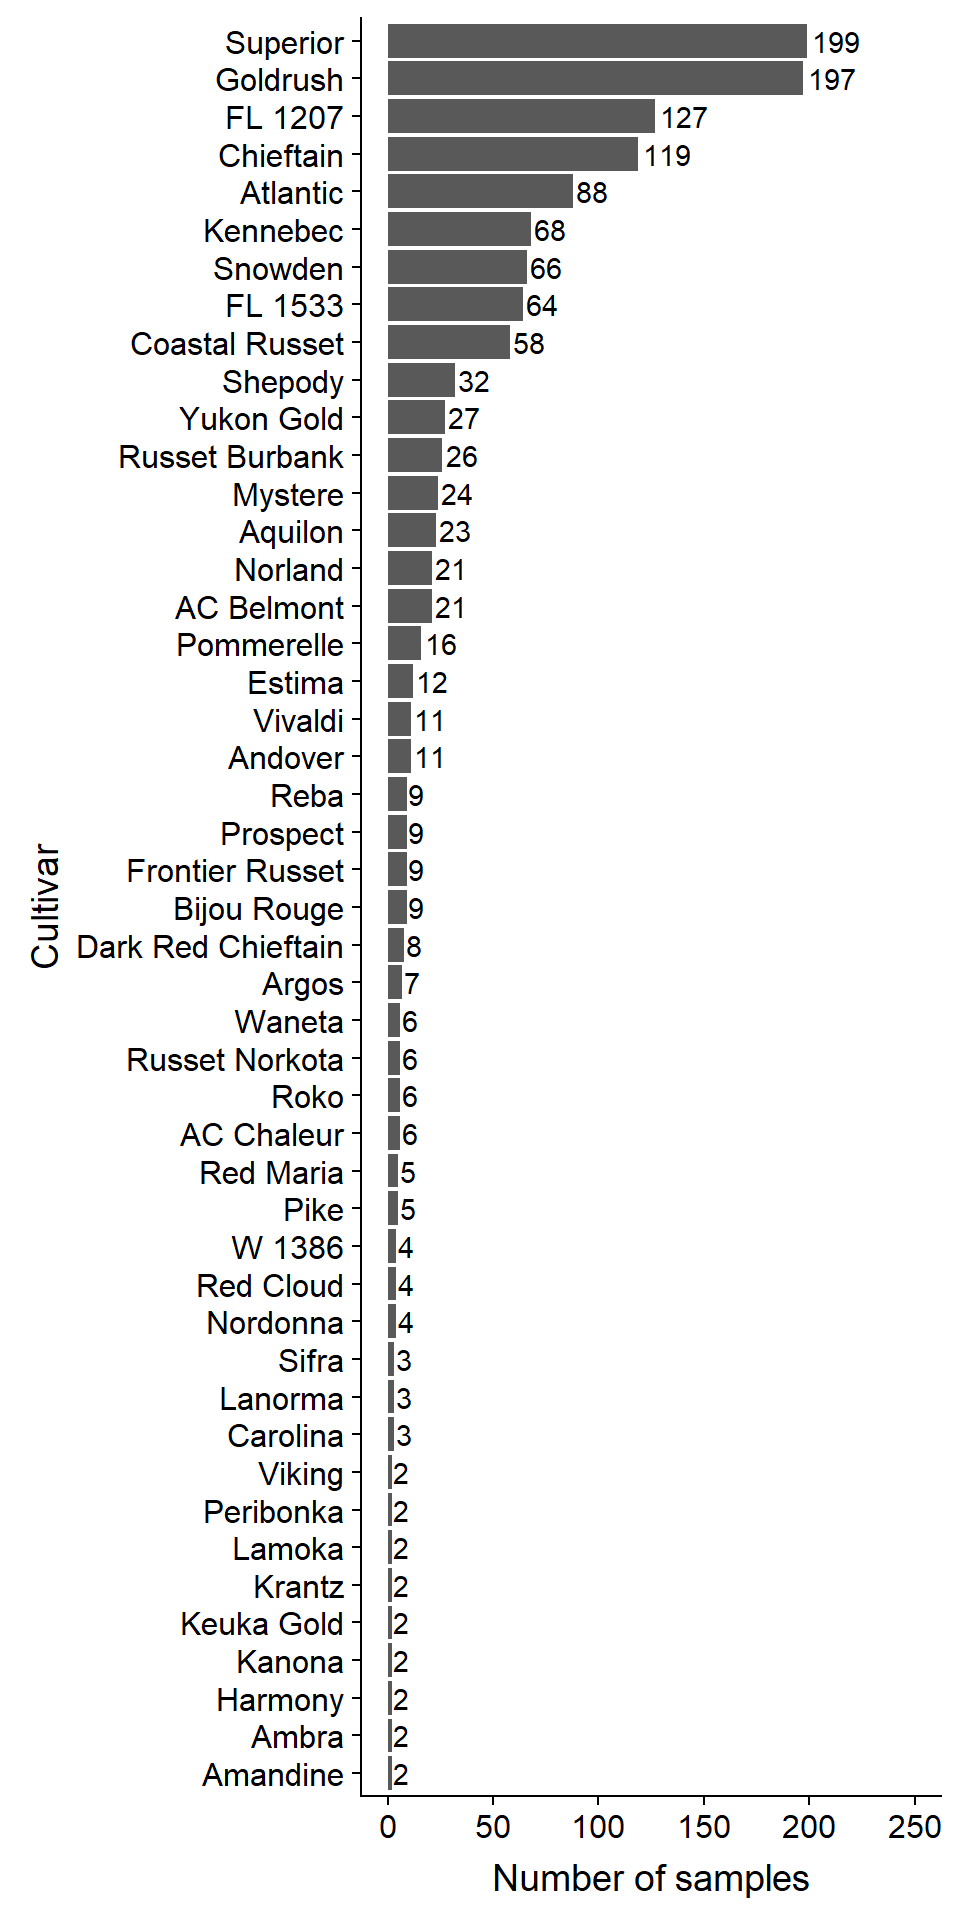 Superior 199
Goldrush 197
FL 1207 127
Chieftain 119
Atlantic 88
Kennebec 68
Snowden 66
FL 1533 64
Coastal Russet 58
Shepody 32
Yukon Gold 27
Russet Burbank 26
Mystere 24
Aquilon 23
Norland 21
AC Belmont 21
Pommerelle 16
Estima 12
Vivaldi 11
Andover 11
Reba 9
Prospect 9
Frontier Russet 9
Bijou Rouge 9
Dark Red Chieftain 8
Argos 7
Waneta 6
Russet Norkota 6
Roko 6
AC Chaleur 6
Red Maria 5
Pike 5
W 1386 4
Red Cloud 4
Nordonna 4
Sifra 3
Lanorma 3
Carolina 3
Viking 2
Peribonka 2
Lamoka 2
Krantz 2
Keuka Gold 2
Kanona 2
Harmony 2
Ambra 2
Amandine 2
Cultivar
0 50 100 150 200 250
Number of samples